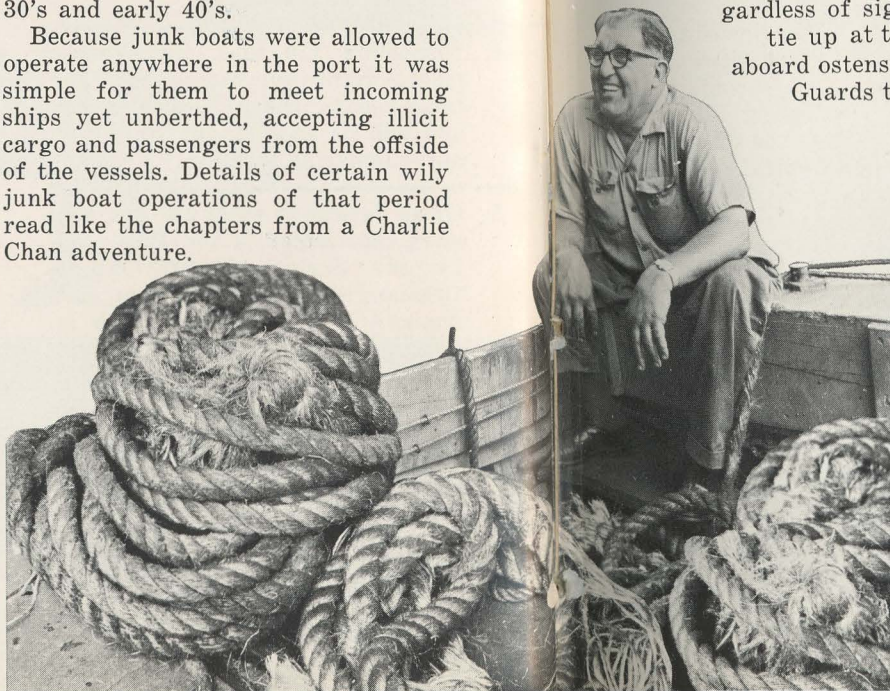 30's and early 40's.
Because junk boats were allowed to
operate anywhere in the port it was
simple for them to meet incoming
ships yet unberthed, accepting illicit
cargo and passengers from the offside
of the vessels. Details of certain wily
junk boat operations of that period
read like the chapters from a Charlie
Chan adventure.
gardless of
tie up at
aboard
Guards